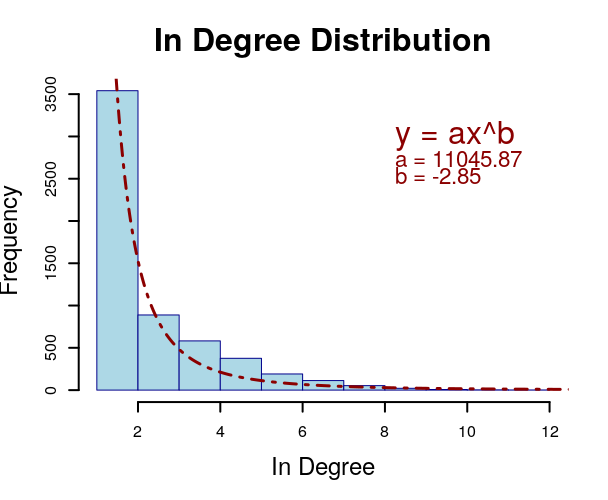 In Degree Distribution
y = ax^b
a = 11045.87
b = -2.85
Frequency
3500
2500
1500
500
0
2 4 6 8 10 12
In Degree